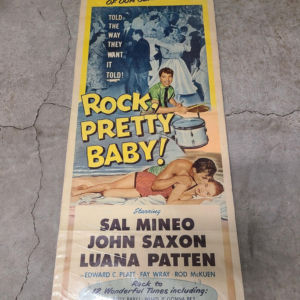 TOLD
THE
WAY
THEY
WANT
IT
TOLD!
ROCK,
PRETTY
BABY!
Starring
SAL MINEO
JOHN SAXON
LUANA PATTEN
EDWARD C. PLATT • FAY WRAY • ROD McKUEN
Rock to
12 Wonderful Tunes including: